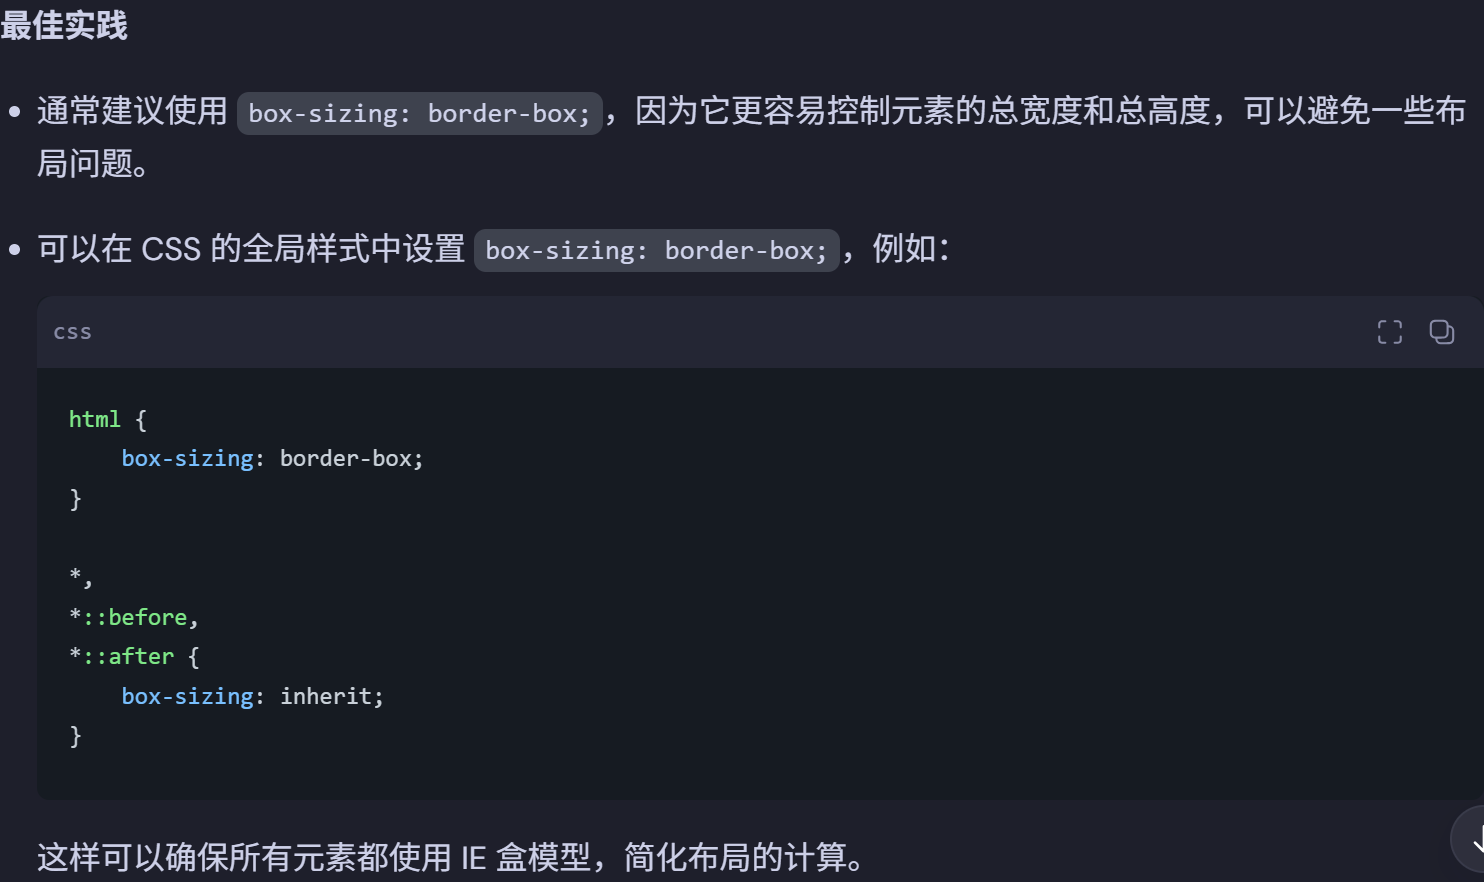 最佳实践
通常建议使用 box-sizing: border-box; ，因为它更容易控制元素的总宽度和总高度，可以避免一些布
局问题。
可以在 CSS 的全局样式中设置 box-sizing: border-box; ，例如：
css
html {
    box-sizing: border-box;
}
*,
*::before,
*::after {
    box-sizing: inherit;
}
这样可以确保所有元素都使用 IE 盒模型，简化布局的计算。